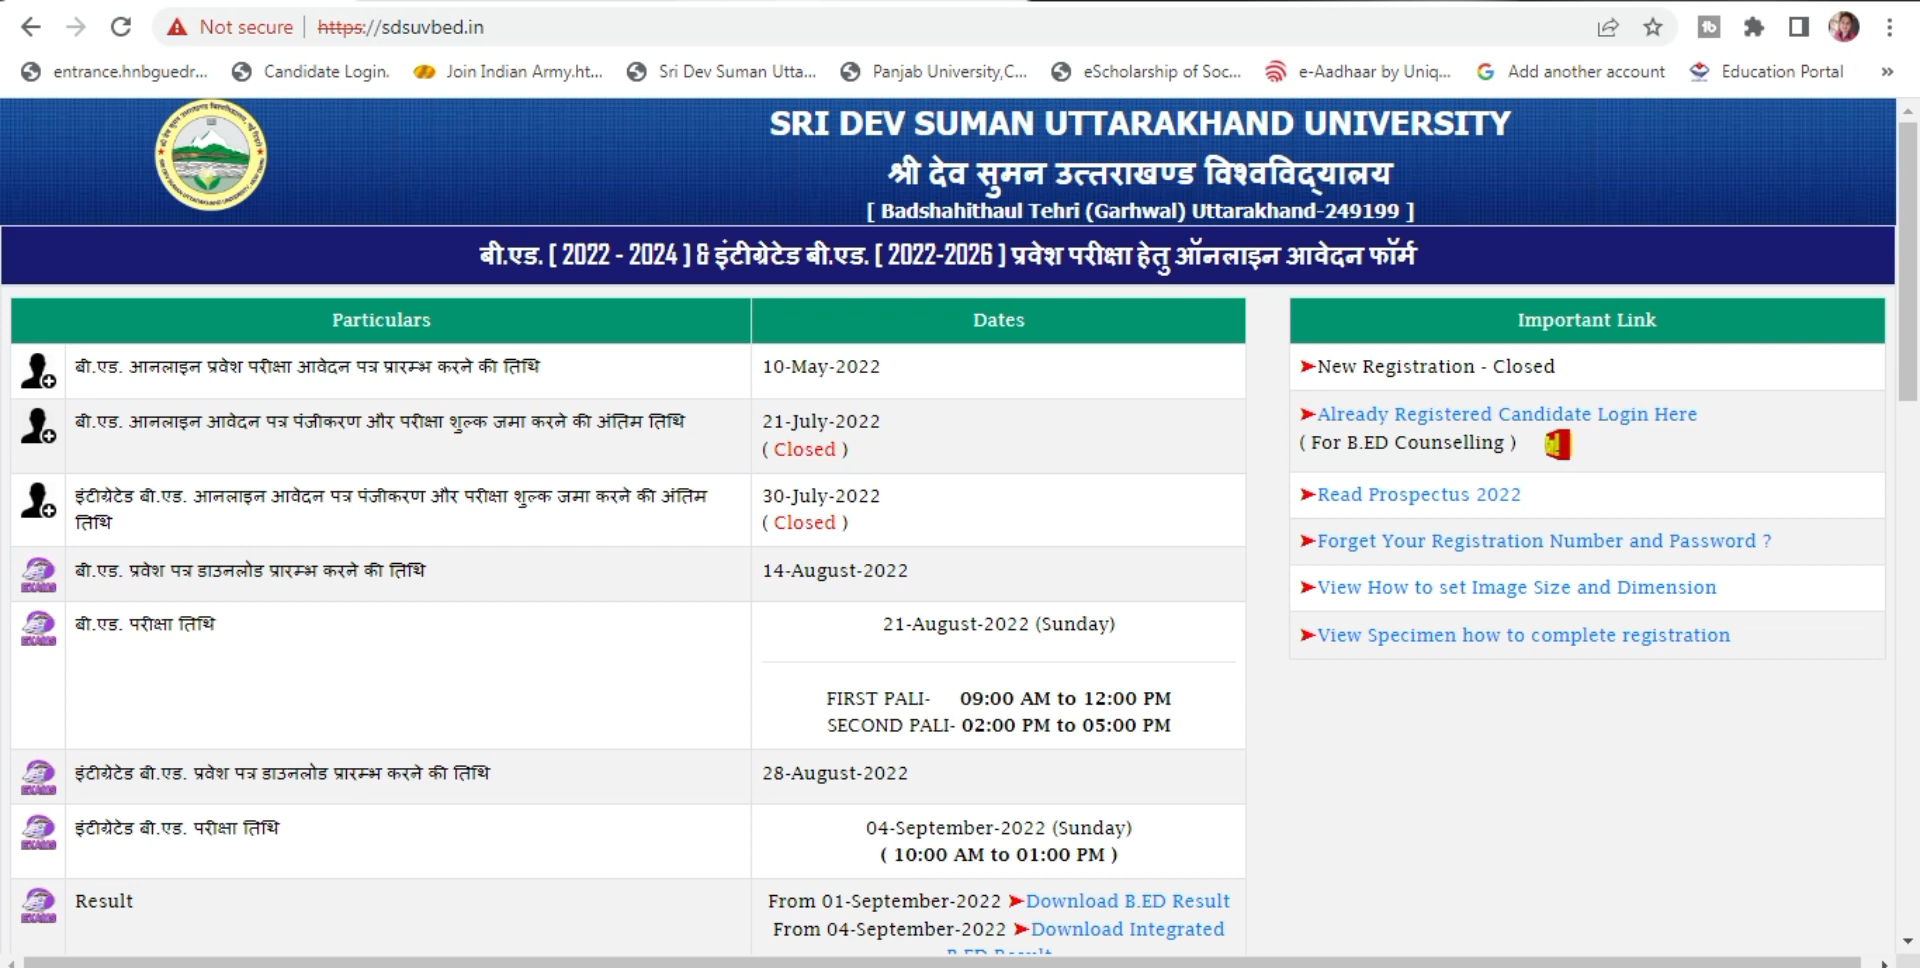 Not secure https://sdsuvbed.in
entrance.hnbguedr... Candidate Login. Join Indian Army.ht... Sri Dev Suman Utta... Panjab University,C... eScholarship of Soc... e-Aadhaar by Uniq... Add another account Education Portal »
SRI DEV SUMAN UTTARAKHAND UNIVERSITY
श्री देव सुमन उत्तराखण्ड विश्वविद्यालय
[ Badshahithaul Tehri (Garhwal) Uttarakhand-249199 ]
बी.एड. [ 2022 - 2024 ] & इंटीग्रेटेड बी.एड. [ 2022-2026 ] प्रवेश परीक्षा हेतु ऑनलाइन आवेदन फॉर्म
Particulars Dates
बी.एड. आनलाइन प्रवेश परीक्षा आवेदन पत्र प्रारम्भ करने की तिथि 10-May-2022
बी.एड. आनलाइन आवेदन पत्र पंजीकरण और परीक्षा शुल्क जमा करने की अंतिम तिथि 21-July-2022
( Closed )
इंटीग्रेटेड बी.एड. आनलाइन आवेदन पत्र पंजीकरण और परीक्षा शुल्क जमा करने की अंतिम 30-July-2022
तिथि ( Closed )
बी.एड. प्रवेश पत्र डाउनलोड प्रारम्भ करने की तिथि 14-August-2022
बी.एड. परीक्षा तिथि 21-August-2022 (Sunday)
FIRST PALI- 09:00 AM to 12:00 PM
SECOND PALI- 02:00 PM to 05:00 PM
इंटीग्रेटेड बी.एड. प्रवेश पत्र डाउनलोड प्रारम्भ करने की तिथि 28-August-2022
इंटीग्रेटेड बी.एड. परीक्षा तिथि 04-September-2022 (Sunday)
( 10:00 AM to 01:00 PM )
Result From 01-September-2022 ➤Download B.ED Result
From 04-September-2022 ➤Download Integrated
Important Link
➤New Registration - Closed
➤Already Registered Candidate Login Here
( For B.ED Counselling )
➤Read Prospectus 2022
➤Forget Your Registration Number and Password ?
➤View How to set Image Size and Dimension
➤View Specimen how to complete registration